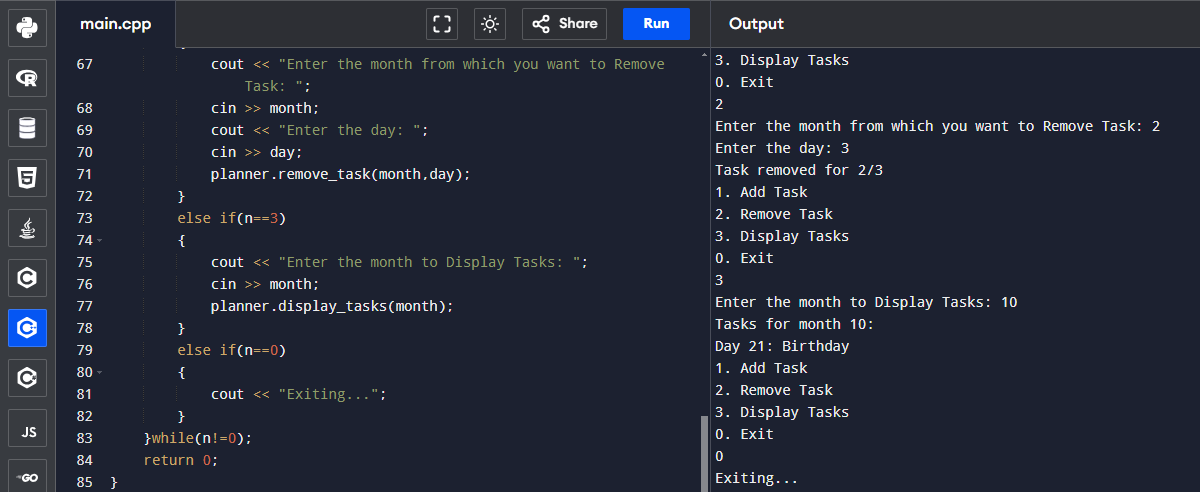 main.cpp
Share
Run
Output
67 cout << "Enter the month from which you want to Remove
Task: ";
68 cin >> month;
69 cout << "Enter the day: ";
70 cin >> day;
71 planner.remove_task(month,day);
72 }
73 else if(n==3)
74 {
75 cout << "Enter the month to Display Tasks: ";
76 cin >> month;
77 planner.display_tasks(month);
78 }
79 else if(n==0)
80 {
81 cout << "Exiting...";
82 }
83 }while(n!=0);
84 return 0;
85 }
3. Display Tasks
0. Exit
2
Enter the month from which you want to Remove Task: 2
Enter the day: 3
Task removed for 2/3
1. Add Task
2. Remove Task
3. Display Tasks
0. Exit
3
Enter the month to Display Tasks: 10
Tasks for month 10:
Day 21: Birthday
1. Add Task
2. Remove Task
3. Display Tasks
0. Exit
0
Exiting...
R
5
C
C
C
JS
GO